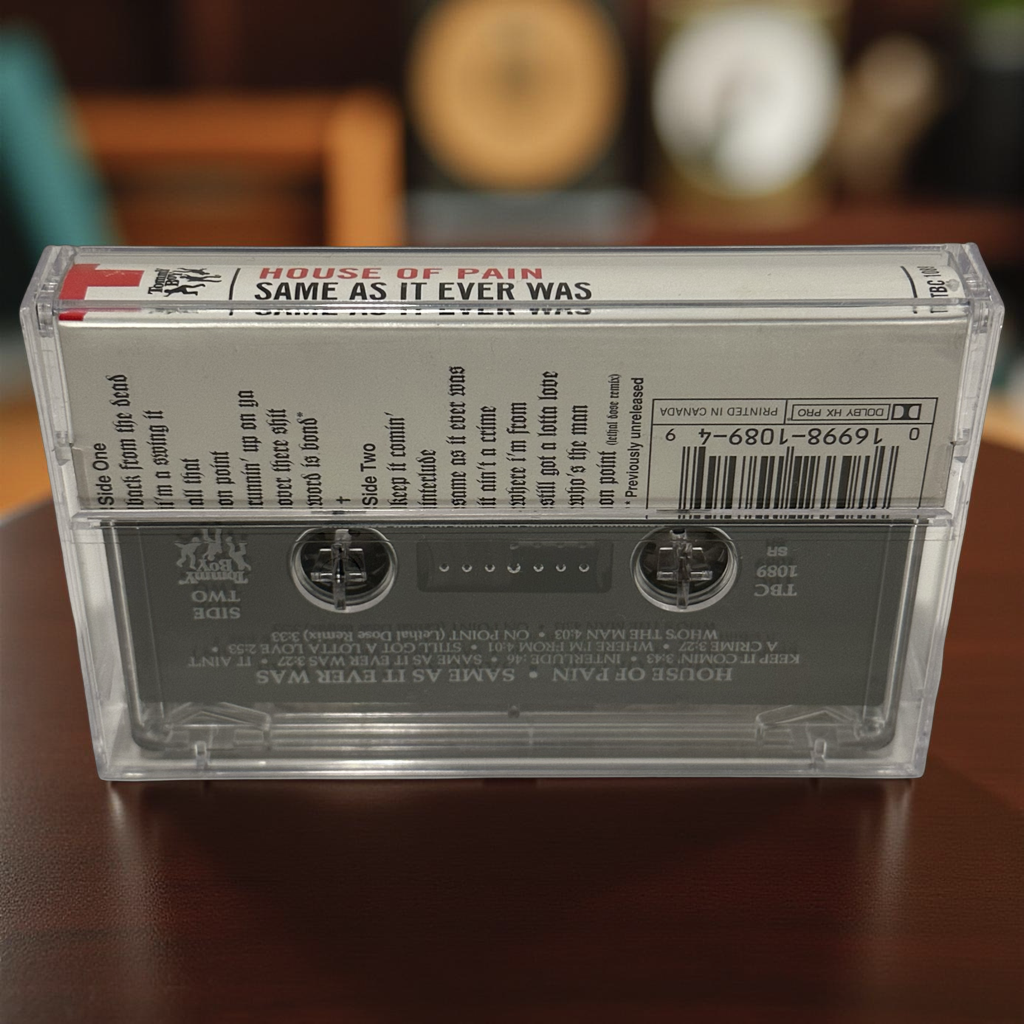 Tommy Boy
HOUSE OF PAIN
SAME AS IT EVER WAS
TBC
Side One
back from the dead
i'm a swing it
all that
on point
runnin' up on ya
over there shit
word is bond*
†
Side Two
keep it comin'
interlude
same as it ever was
it ain't a crime
where i'm from
still got a lotta love
who's the man
on point (lethal dose remix)
* Previously unreleased
DOLBY HX PRO PRINTED IN CANADA
0 16998-1089-4 9
Tommy Boy
SIDE TWO
TBC 1089
SR
HOUSE OF PAIN • SAME AS IT EVER WAS
KEEP IT COMIN' 3:43 • INTERLUDE :46 • SAME AS IT EVER WAS 3:27 • IT AIN'T
A CRIME 3:27 • WHERE I'M FROM 4:01 • STILL GOT A LOTTA LOVE 2:53 •
WHO'S THE MAN 4:03 • ON POINT (Lethal Dose Remix) 3:33